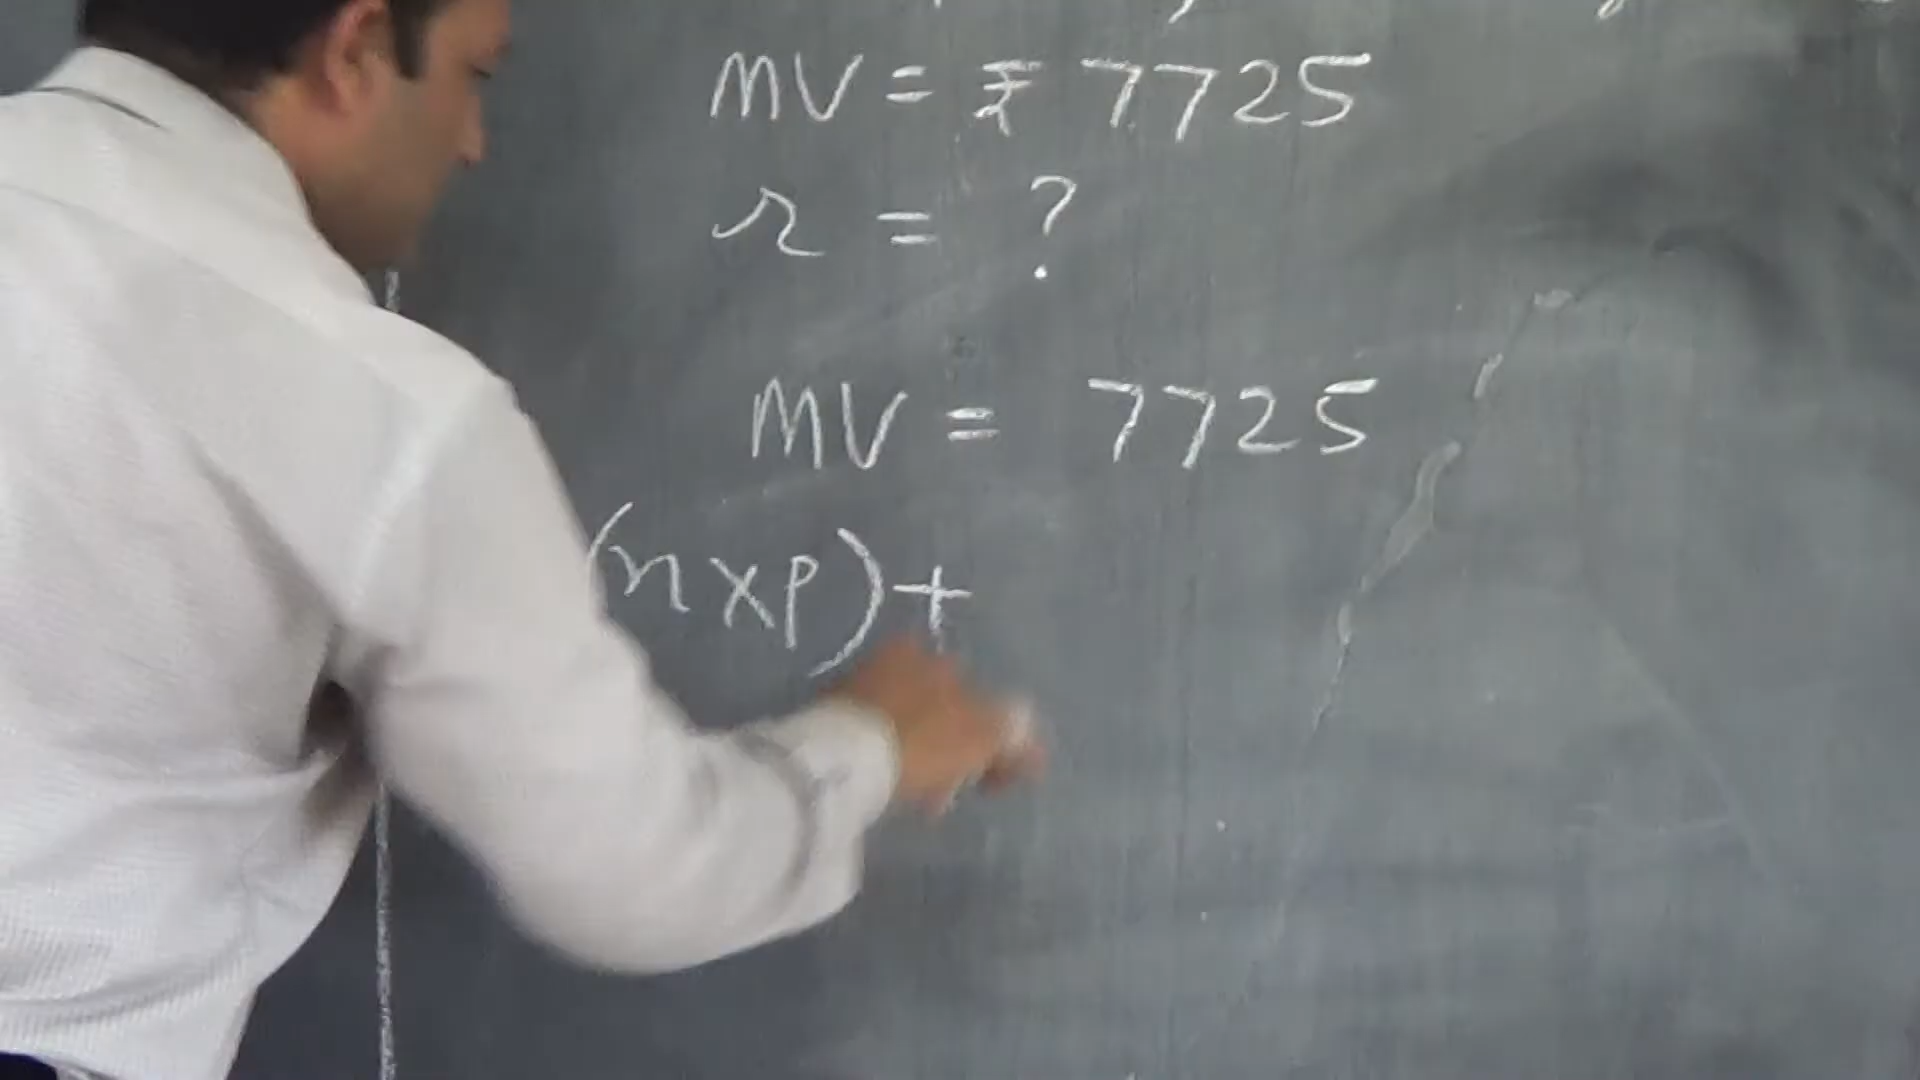 MV = ₹ 7725
r = ?
MV = 7725
(n×p)+